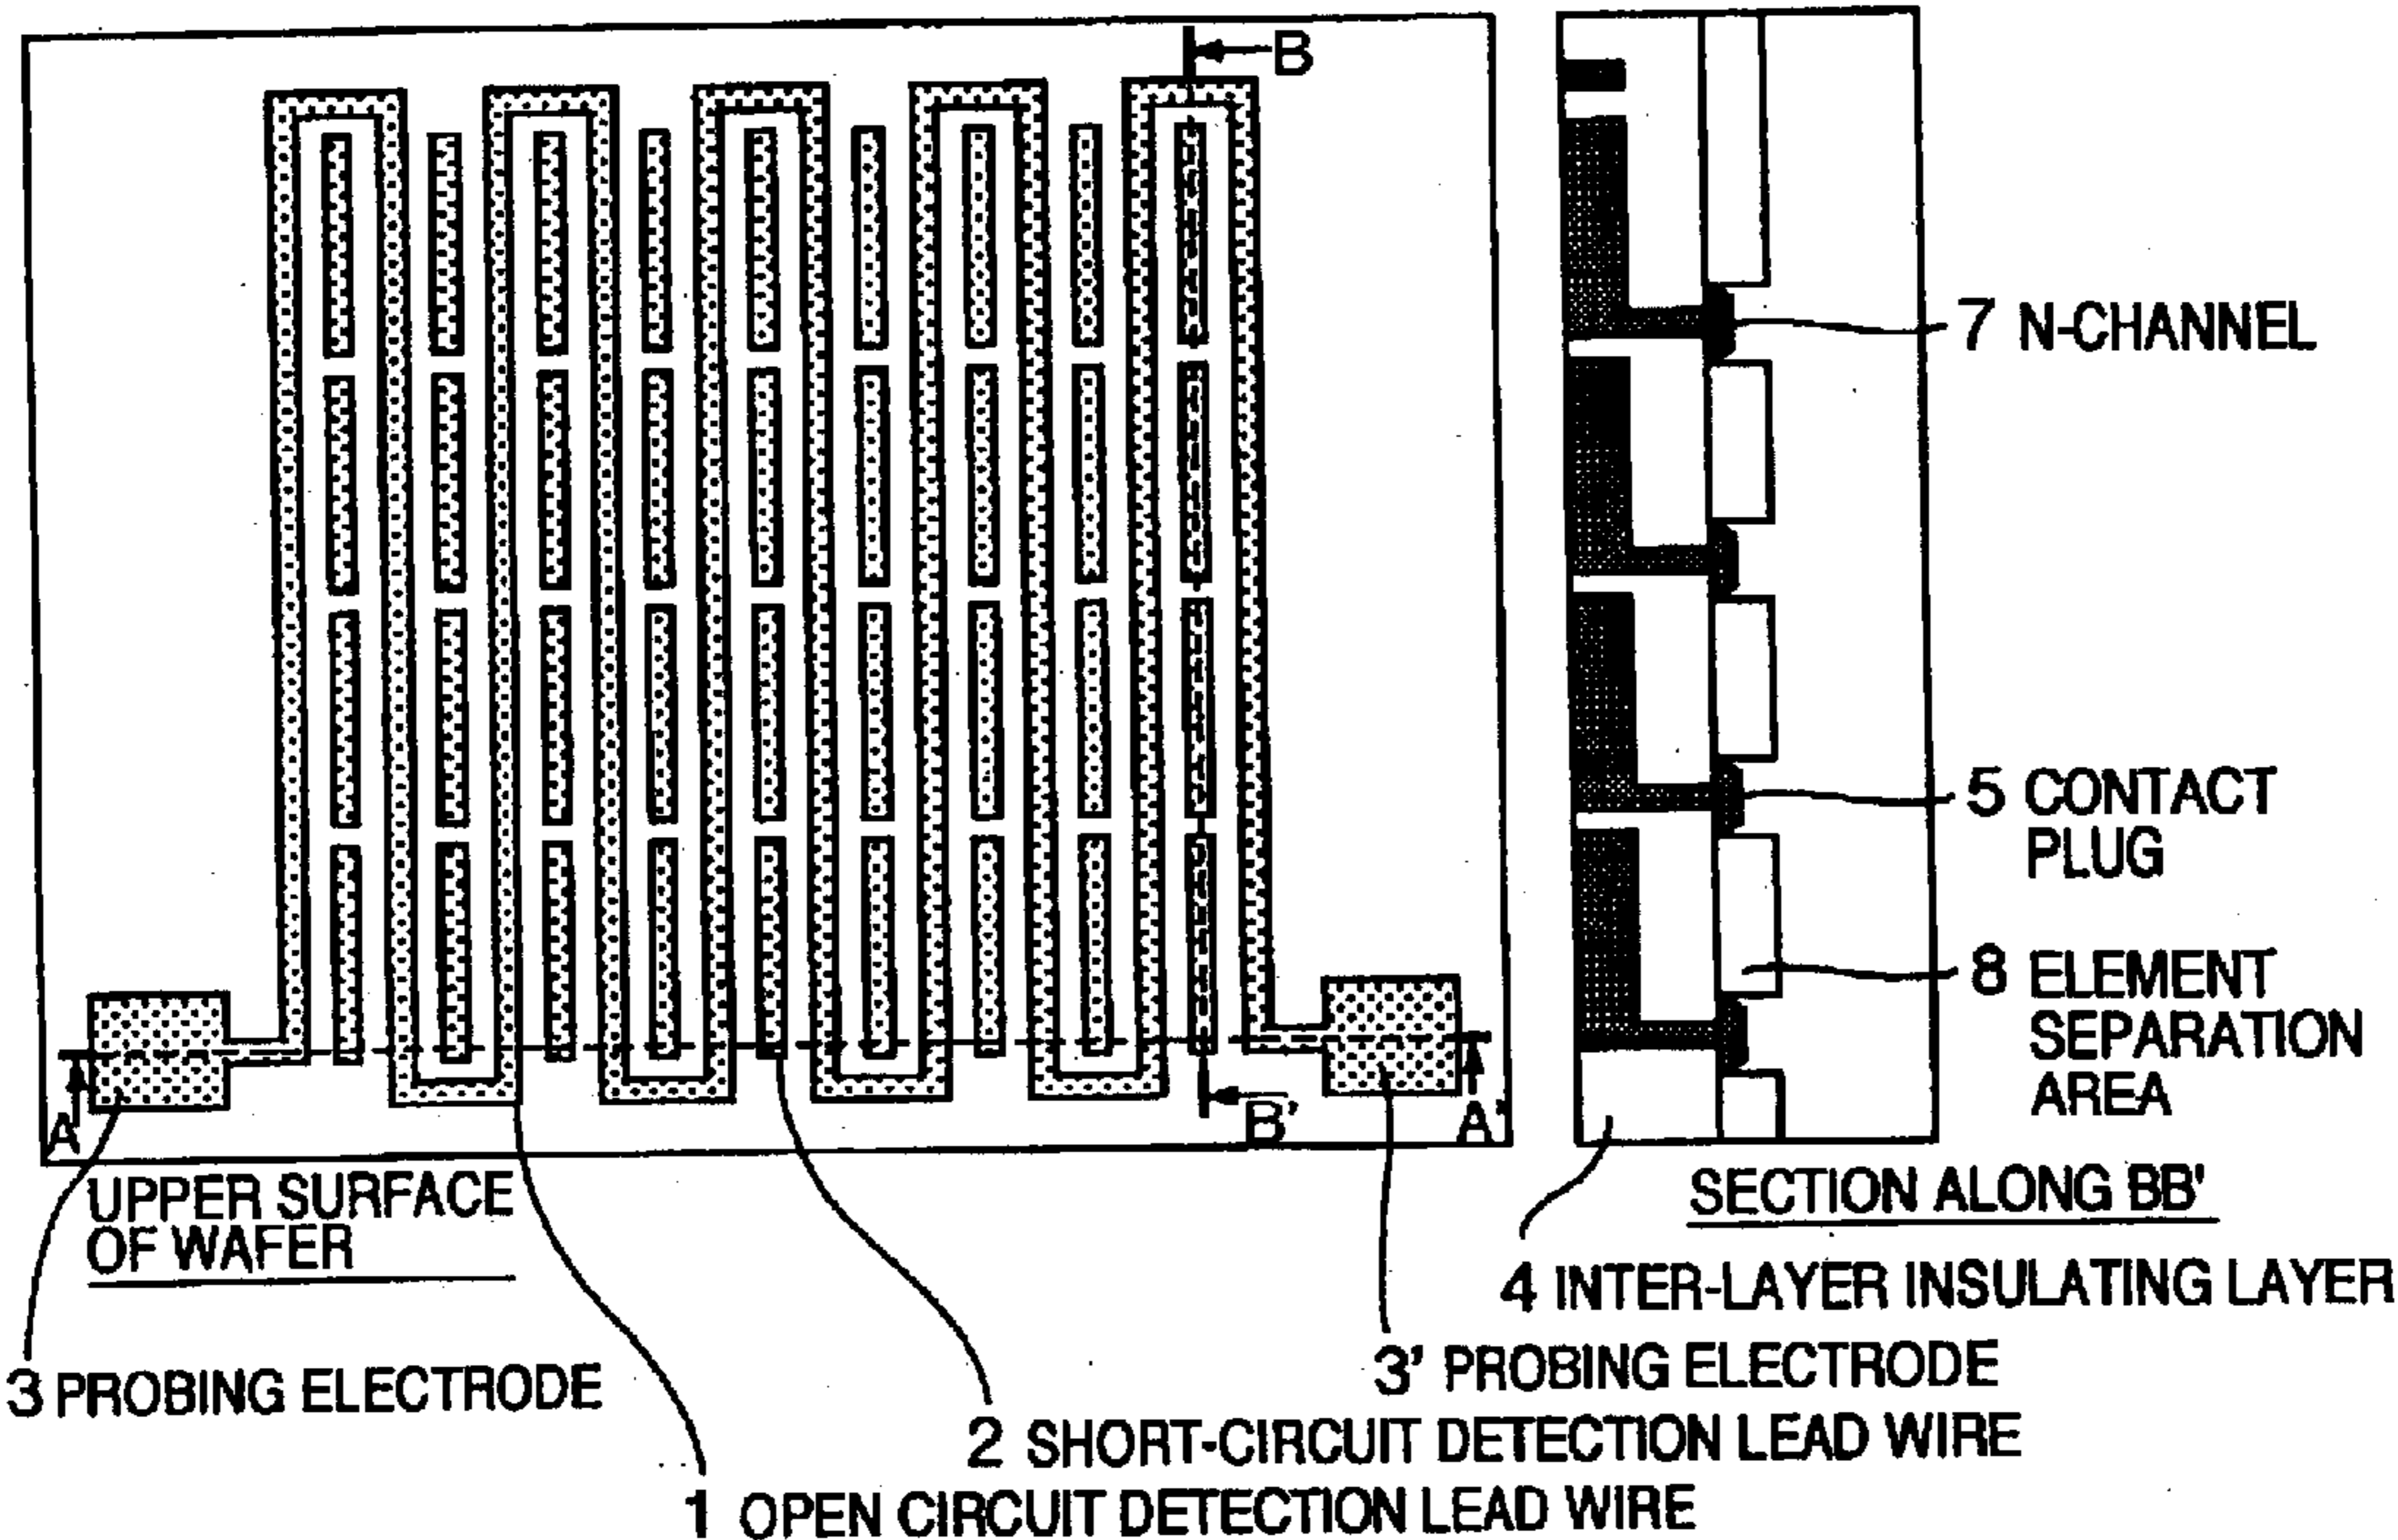 B
7 N-CHANNEL
5 CONTACT
PLUG
8 ELEMENT
SEPARATION
AREA
A
B'
A'
UPPER SURFACE
OF WAFER
SECTION ALONG BB'
4 INTER-LAYER INSULATING LAYER
3 PROBING ELECTRODE
3' PROBING ELECTRODE
2 SHORT-CIRCUIT DETECTION LEAD WIRE
1 OPEN CIRCUIT DETECTION LEAD WIRE